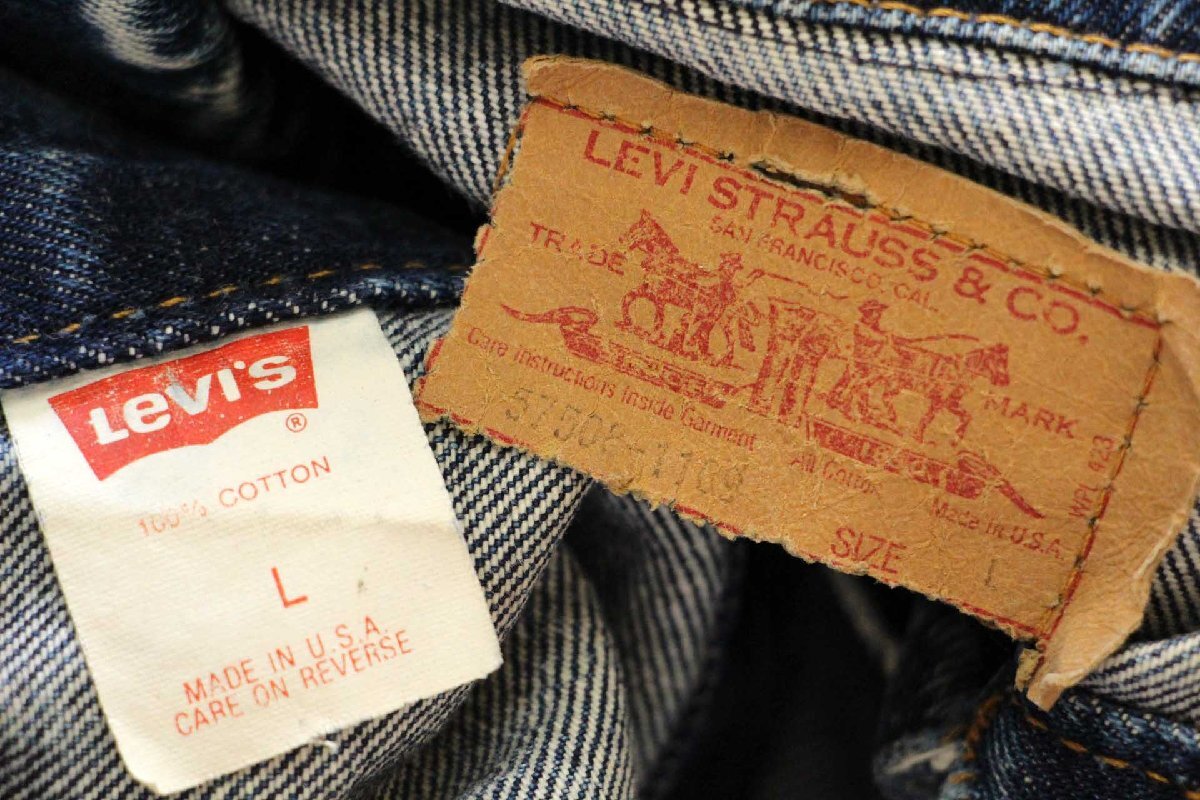 Levi's
®
100% COTTON
L
MADE IN U.S.A.
CARE ON REVERSE
LEVI STRAUSS & CO.
SAN FRANCISCO, CAL.
TRADE MARK
Care Instructions Inside Garment
All Cotton
Made in U.S.A.
WPL 423
SIZE L